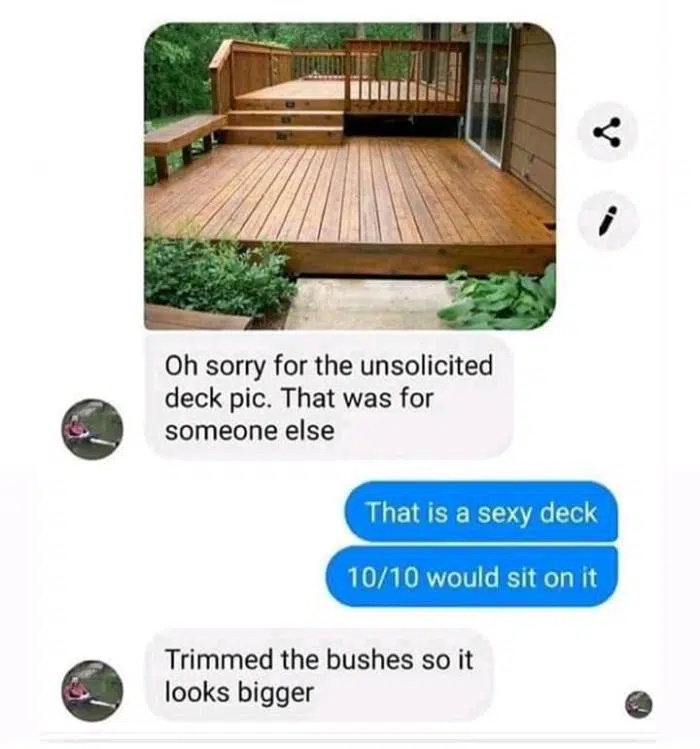 Oh sorry for the unsolicited
deck pic. That was for
someone else
That is a sexy deck
10/10 would sit on it
Trimmed the bushes so it
looks bigger